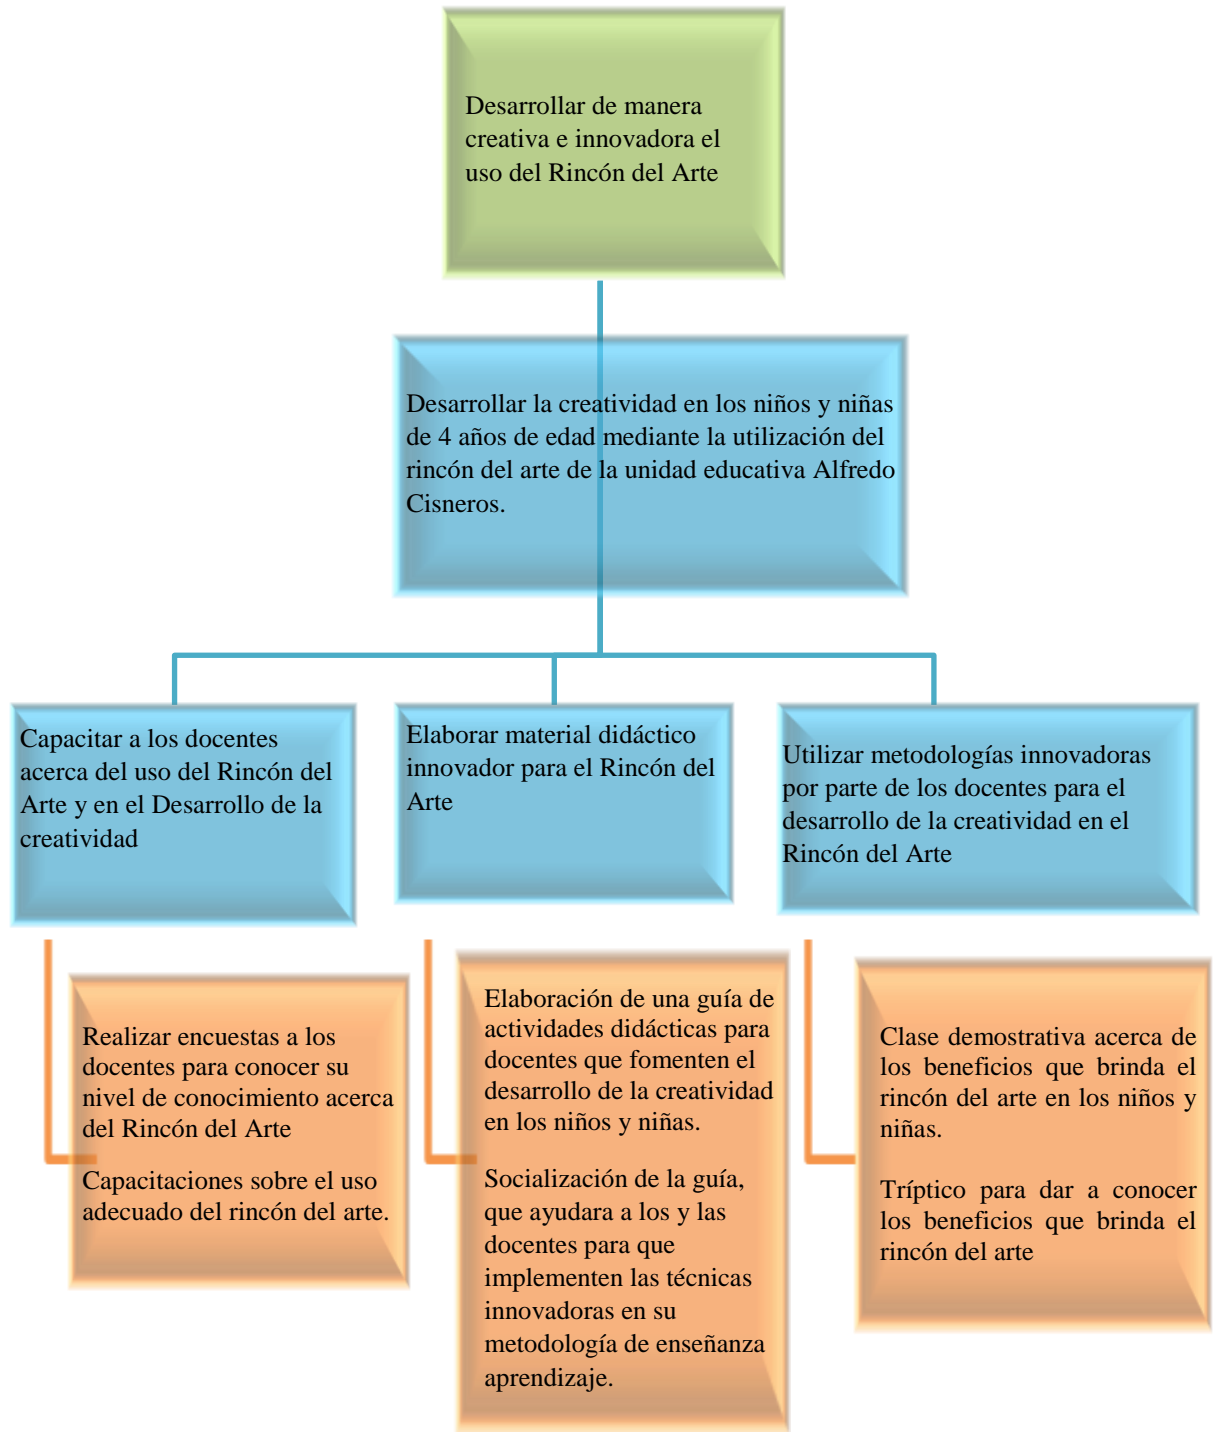 Desarrollar de manera
creativa e innovadora el
uso del Rincón del Arte
Desarrollar la creatividad en los niños y niñas
de 4 años de edad mediante la utilización del
rincón del arte de la unidad educativa Alfredo
Cisneros.
Capacitar a los docentes
acerca del uso del Rincón del
Arte y en el Desarrollo de la
creatividad
Elaborar material didáctico
innovador para el Rincón del
Arte
Utilizar metodologías innovadoras
por parte de los docentes para el
desarrollo de la creatividad en el
Rincón del Arte
Realizar encuestas a los
docentes para conocer su
nivel de conocimiento acerca
del Rincón del Arte
Capacitaciones sobre el uso
adecuado del rincón del arte.
Elaboración de una guía de
actividades didácticas para
docentes que fomenten el
desarrollo de la creatividad
en los niños y niñas.
Socialización de la guía,
que ayudara a los y las
docentes para que
implementen las técnicas
innovadoras en su
metodología de enseñanza
aprendizaje.
Clase demostrativa acerca de
los beneficios que brinda el
rincón del arte en los niños y
niñas.
Tríptico para dar a conocer
los beneficios que brinda el
rincón del arte